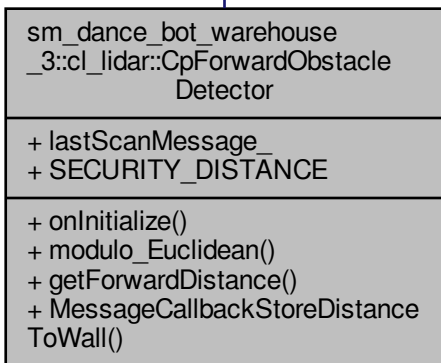 sm_dance_bot_warehouse
_3::cl_lidar::CpForwardObstacle
Detector
+ lastScanMessage_
+ SECURITY_DISTANCE
+ onInitialize()
+ modulo_Euclidean()
+ getForwardDistance()
+ MessageCallbackStoreDistance
ToWall()